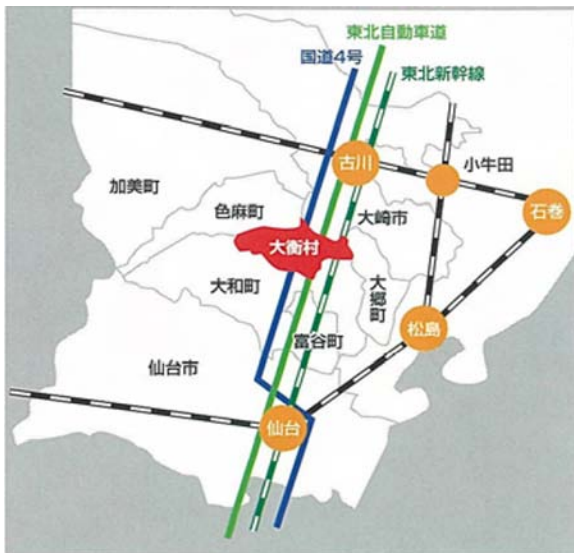 東北自動車道
国道4号
東北新幹線
古川
小牛田
加美町
石巻
色麻町
大崎市
大衡村
大和町
大郷町
松島
富谷町
仙台市
仙台